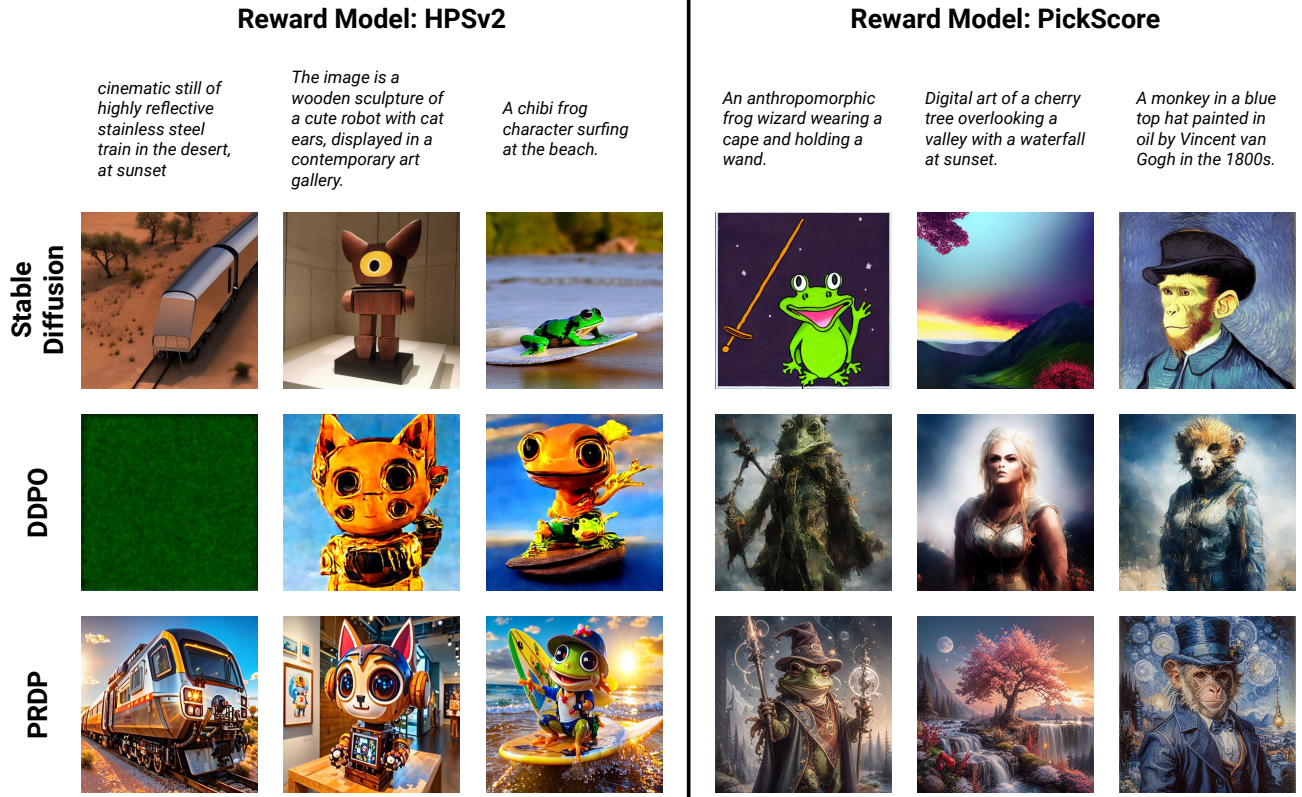 Reward Model: HPSv2
Reward Model: PickScore
cinematic still of
highly reflective
stainless steel
train in the desert,
at sunset
The image is a
wooden sculpture of
a cute robot with cat
ears, displayed in a
contemporary art
gallery.
A chibi frog
character surfing
at the beach.
An anthropomorphic
frog wizard wearing a
cape and holding a
wand.
Digital art of a cherry
tree overlooking a
valley with a waterfall
at sunset.
A monkey in a blue
top hat painted in
oil by Vincent van
Gogh in the 1800s.
Stable
Diffusion
DDPO
PRDP